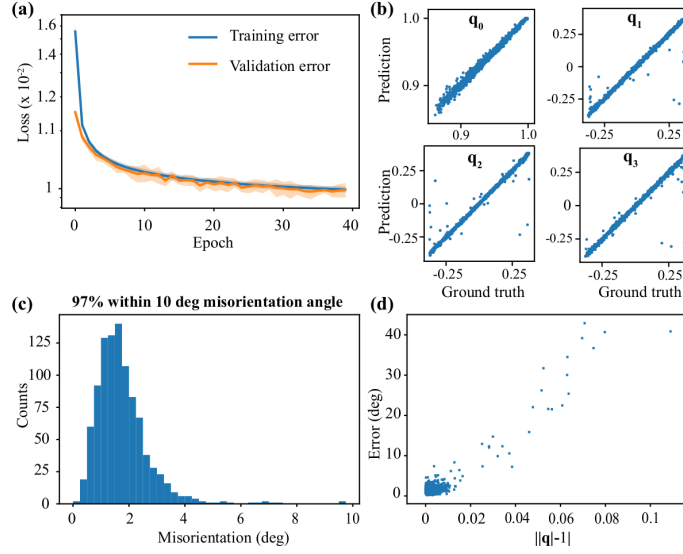 (a)
1.6
1.4
1.2
1.1
1
Loss (x 10⁻²)
Training error
Validation error
0
10
20
30
40
Epoch
(b)
q₀
1.0
0.9
Prediction
0.9
1.0
q₁
0.25
-0.25
-0.25
0.25
q₂
0.25
0
-0.25
Prediction
-0.25
0.25
Ground truth
q₃
0.25
-0.25
-0.25
0.25
Ground truth
(c)
97% within 10 deg misorientation angle
125
100
75
50
25
0
Counts
0
2
4
6
8
10
Misorientation (deg)
(d)
40
30
20
10
0
Error (deg)
0
0.02
0.04
0.06
0.08
0.1
||q|-1|